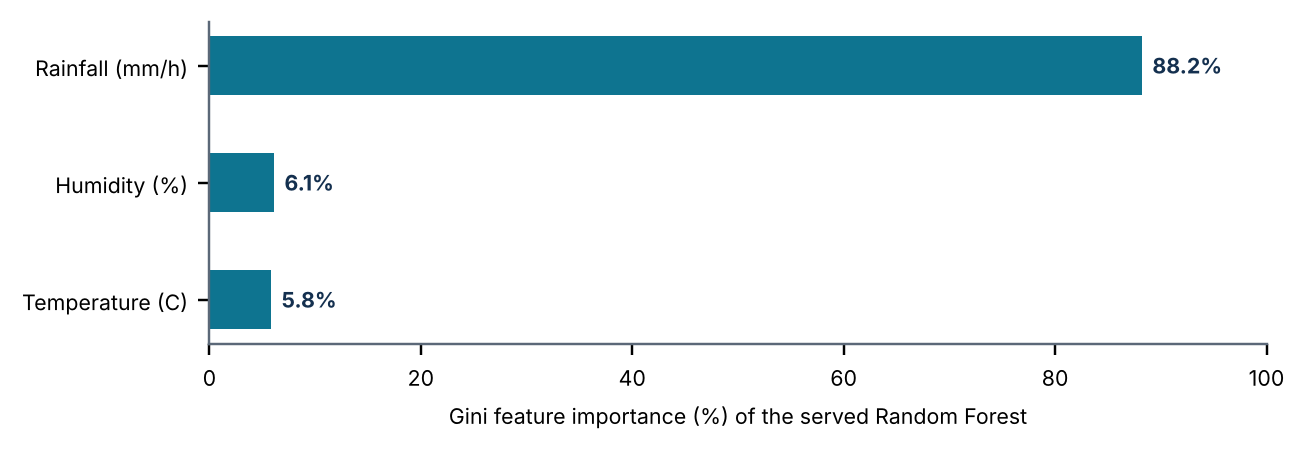 Rainfall (mm/h)
88.2%
Humidity (%)
6.1%
Temperature (C)
5.8%
0 20 40 60 80 100
Gini feature importance (%) of the served Random Forest